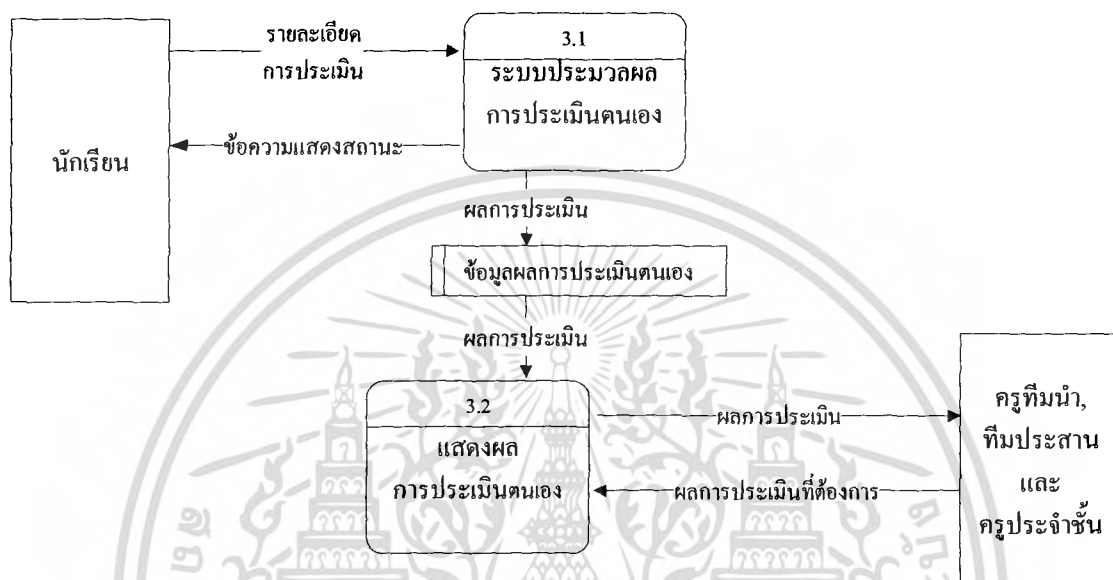 รายละเอียด
การประเมิน
3.1
ระบบประมวลผล
การประเมินตนเอง
นักเรียน
ข้อความแสดงสถานะ
ผลการประเมิน
ข้อมูลผลการประเมินตนเอง
ผลการประเมิน
3.2
แสดงผล
การประเมินตนเอง
ผลการประเมิน
ผลการประเมินที่ต้องการ
ครูทีมนำ,
ทีมประสาน
และ
ครูประจำชั้น